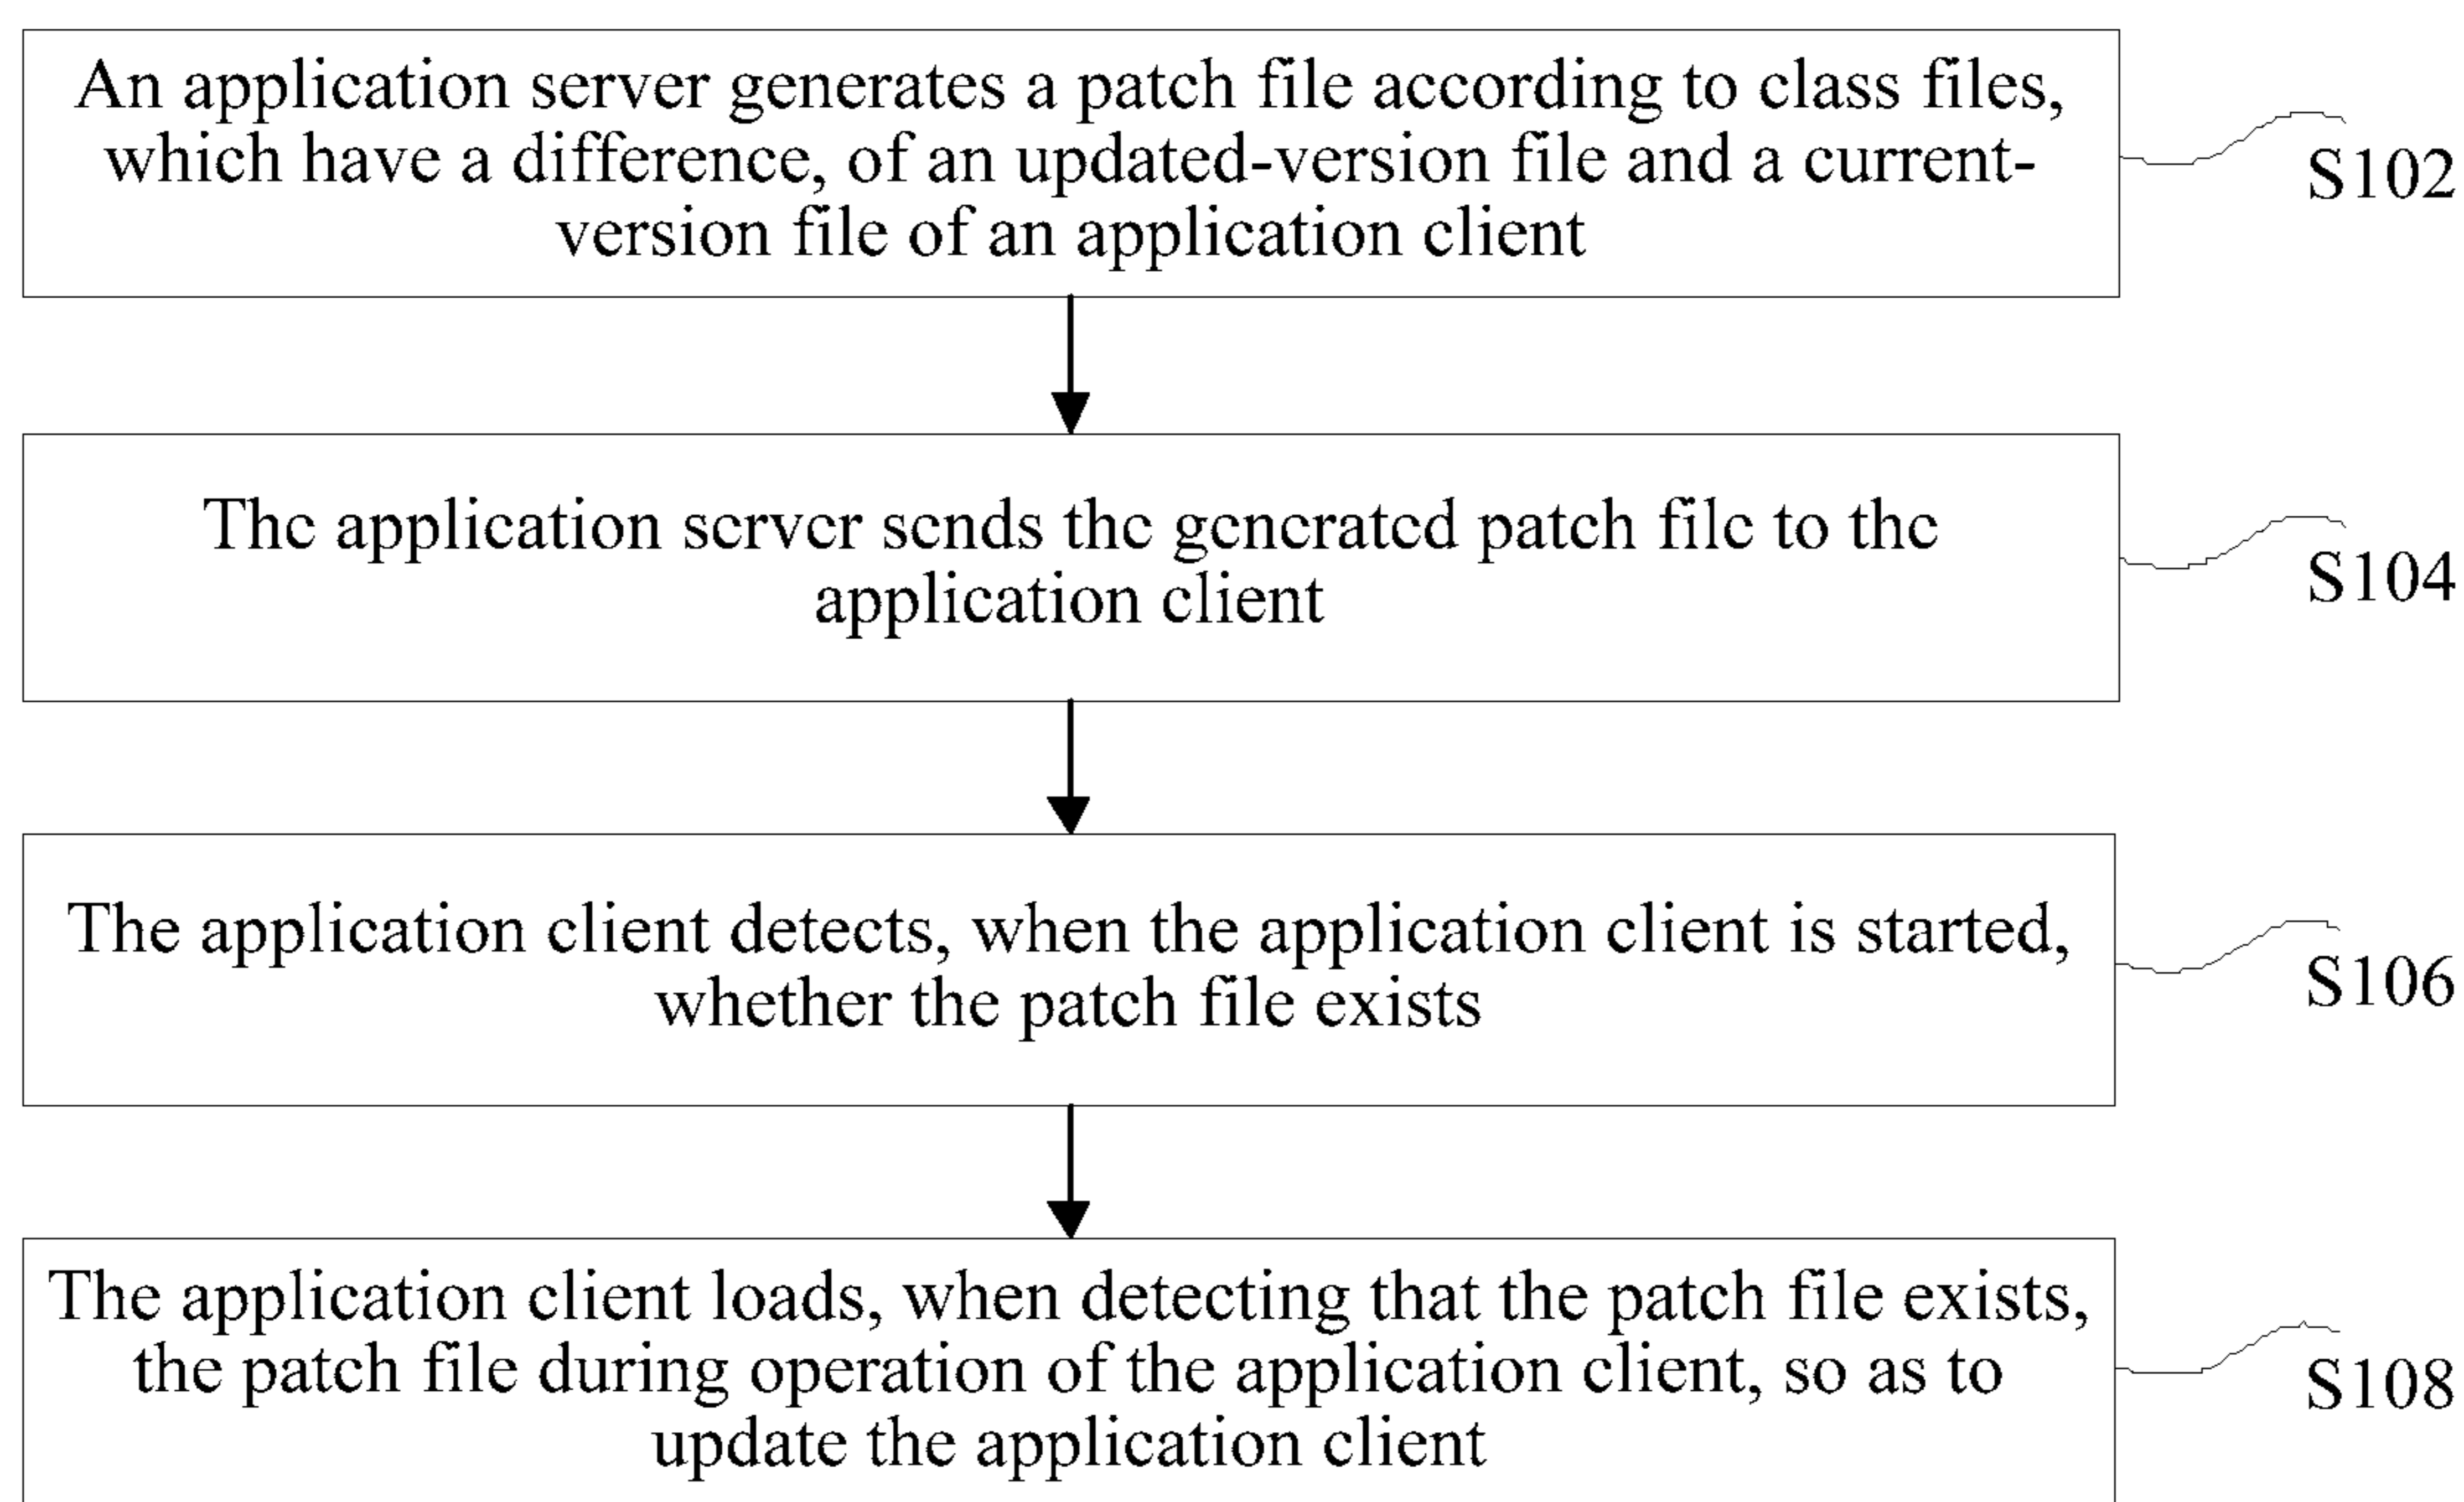 An application server generates a patch file according to class files,
which have a difference, of an updated-version file and a current-
version file of an application client
S102
The application server sends the generated patch file to the
application client
S104
The application client detects, when the application client is started,
whether the patch file exists
S106
The application client loads, when detecting that the patch file exists,
the patch file during operation of the application client, so as to
update the application client
S108